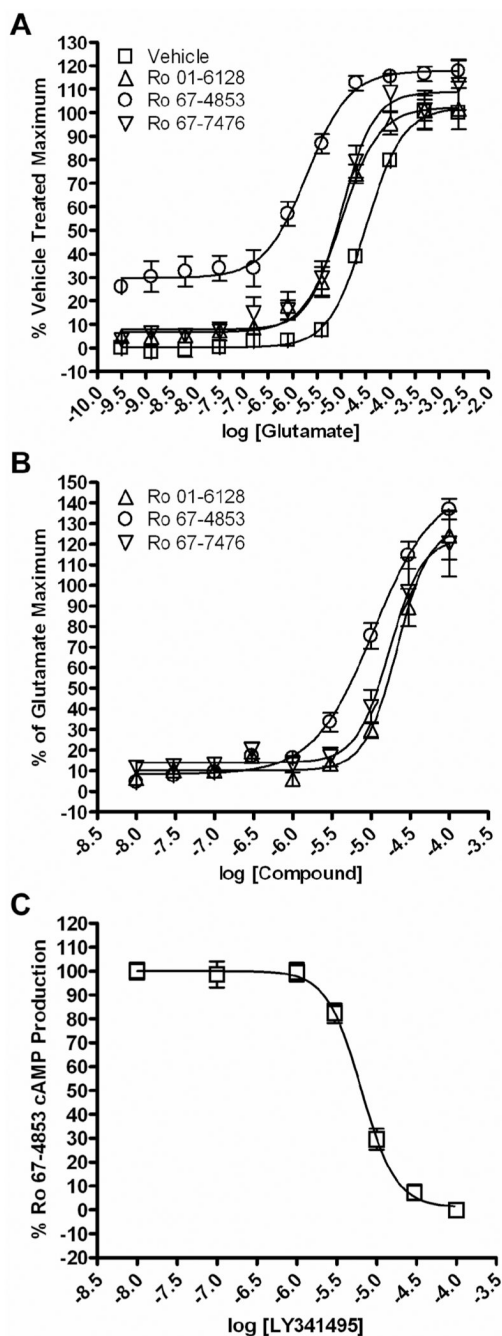 A
% Vehicle Treated Maximum
130
120
110
100
90
80
70
60
50
40
30
20
10
0
-10
Vehicle
Ro 01-6128
Ro 67-4853
Ro 67-7476
-10.0 -9.5 -9.0 -8.5 -8.0 -7.5 -7.0 -6.5 -6.0 -5.5 -5.0 -4.5 -4.0 -3.5 -3.0 -2.5 -2.0
log [Glutamate]
B
% of Glutamate Maximum
150
140
130
120
110
100
90
80
70
60
50
40
30
20
10
0
-10
Ro 01-6128
Ro 67-4853
Ro 67-7476
-8.5 -8.0 -7.5 -7.0 -6.5 -6.0 -5.5 -5.0 -4.5 -4.0 -3.5
log [Compound]
C
% Ro 67-4853 cAMP Production
120
110
100
90
80
70
60
50
40
30
20
10
0
-10
-20
-8.5 -8.0 -7.5 -7.0 -6.5 -6.0 -5.5 -5.0 -4.5 -4.0 -3.5
log [LY341495]